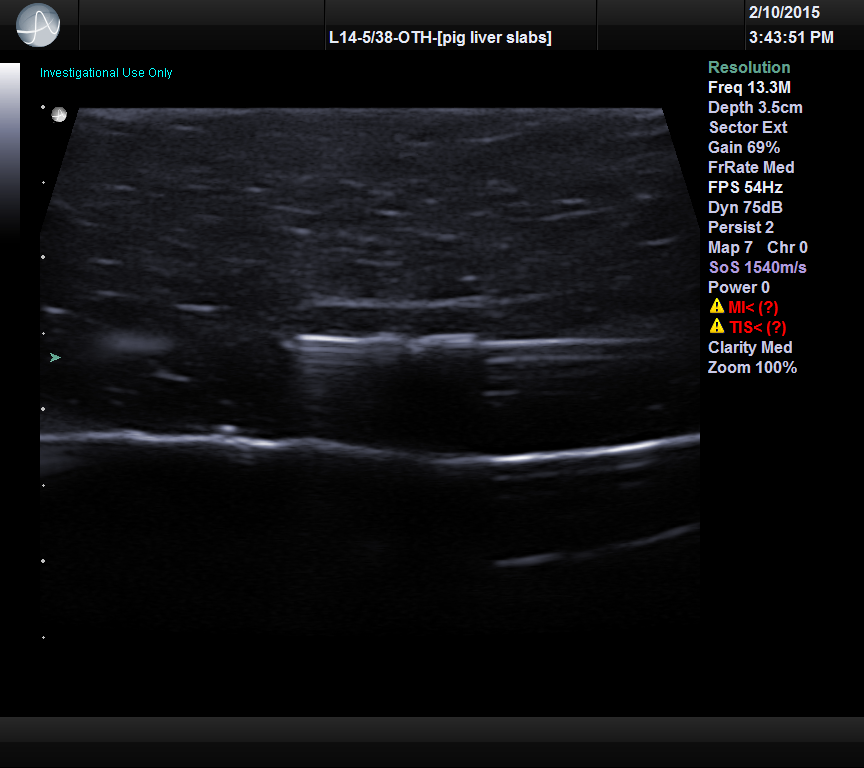 2/10/2015
L14-5/38-OTH-[pig liver slabs]
3:43:51 PM
Investigational Use Only
Resolution
Freq 13.3M
Depth 3.5cm
Sector Ext
Gain 69%
FrRate Med
FPS 54Hz
Dyn 75dB
Persist 2
Map 7 Chr 0
SoS 1540m/s
Power 0
MI< (?)
TIS< (?)
Clarity Med
Zoom 100%